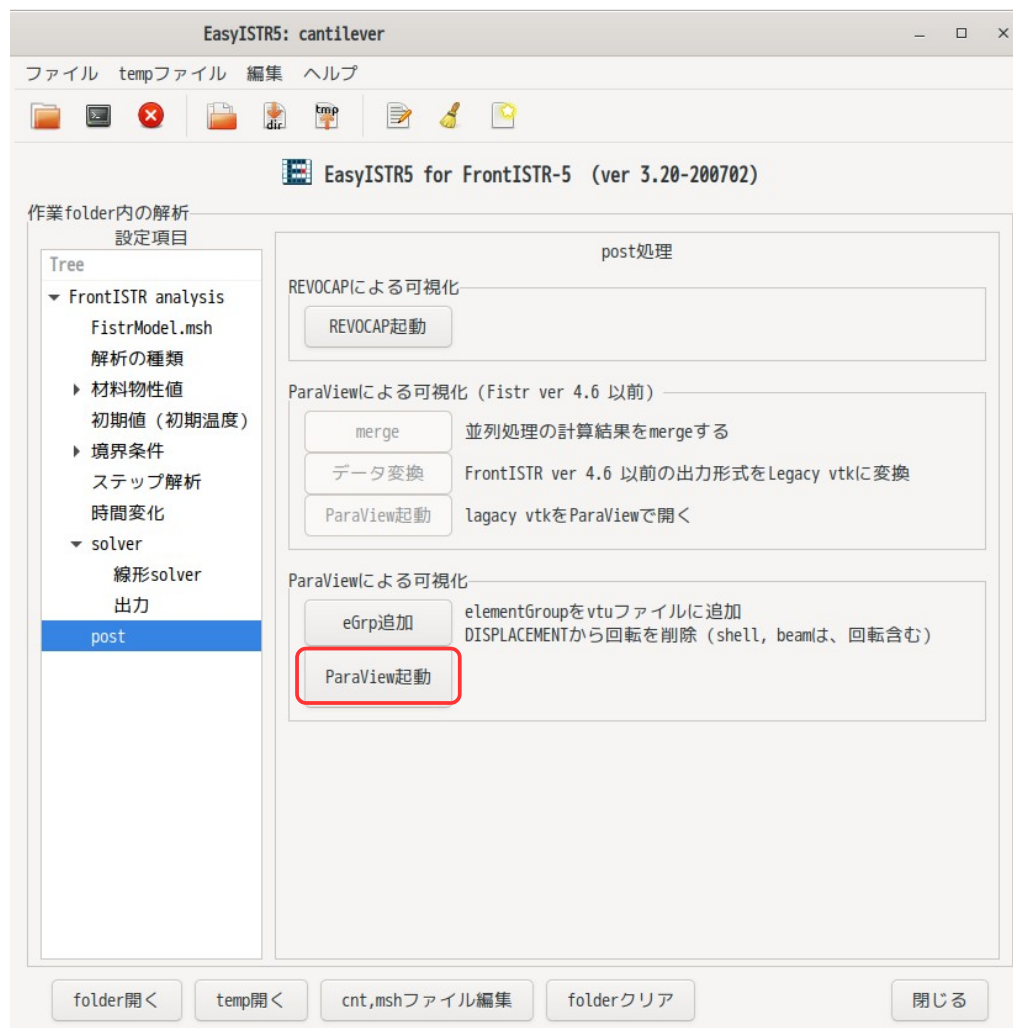 EasyISTR5: cantilever
ファイル tempファイル 編集 ヘルプ
dir
tmp
EasyISTR5 for FrontISTR-5 (ver 3.20-200702)
作業folder内の解析
設定項目
Tree
FrontISTR analysis
FistrModel.msh
解析の種類
材料物性値
初期値 (初期温度)
境界条件
ステップ解析
時間変化
solver
線形solver
出力
post
post処理
REVOCAPによる可視化
REVOCAP起動
ParaViewによる可視化 (Fistr ver 4.6 以前)
merge 並列処理の計算結果をmergeする
データ変換 FrontISTR ver 4.6 以前の出力形式をLegacy vtkに変換
ParaView起動 lagacy vtkをParaViewで開く
ParaViewによる可視化
eGrp追加 elementGroupをvtuファイルに追加
DISPLACEMENTから回転を削除 (shell, beamは、回転含む)
ParaView起動
folder開く temp開く cnt,mshファイル編集 folderクリア 閉じる